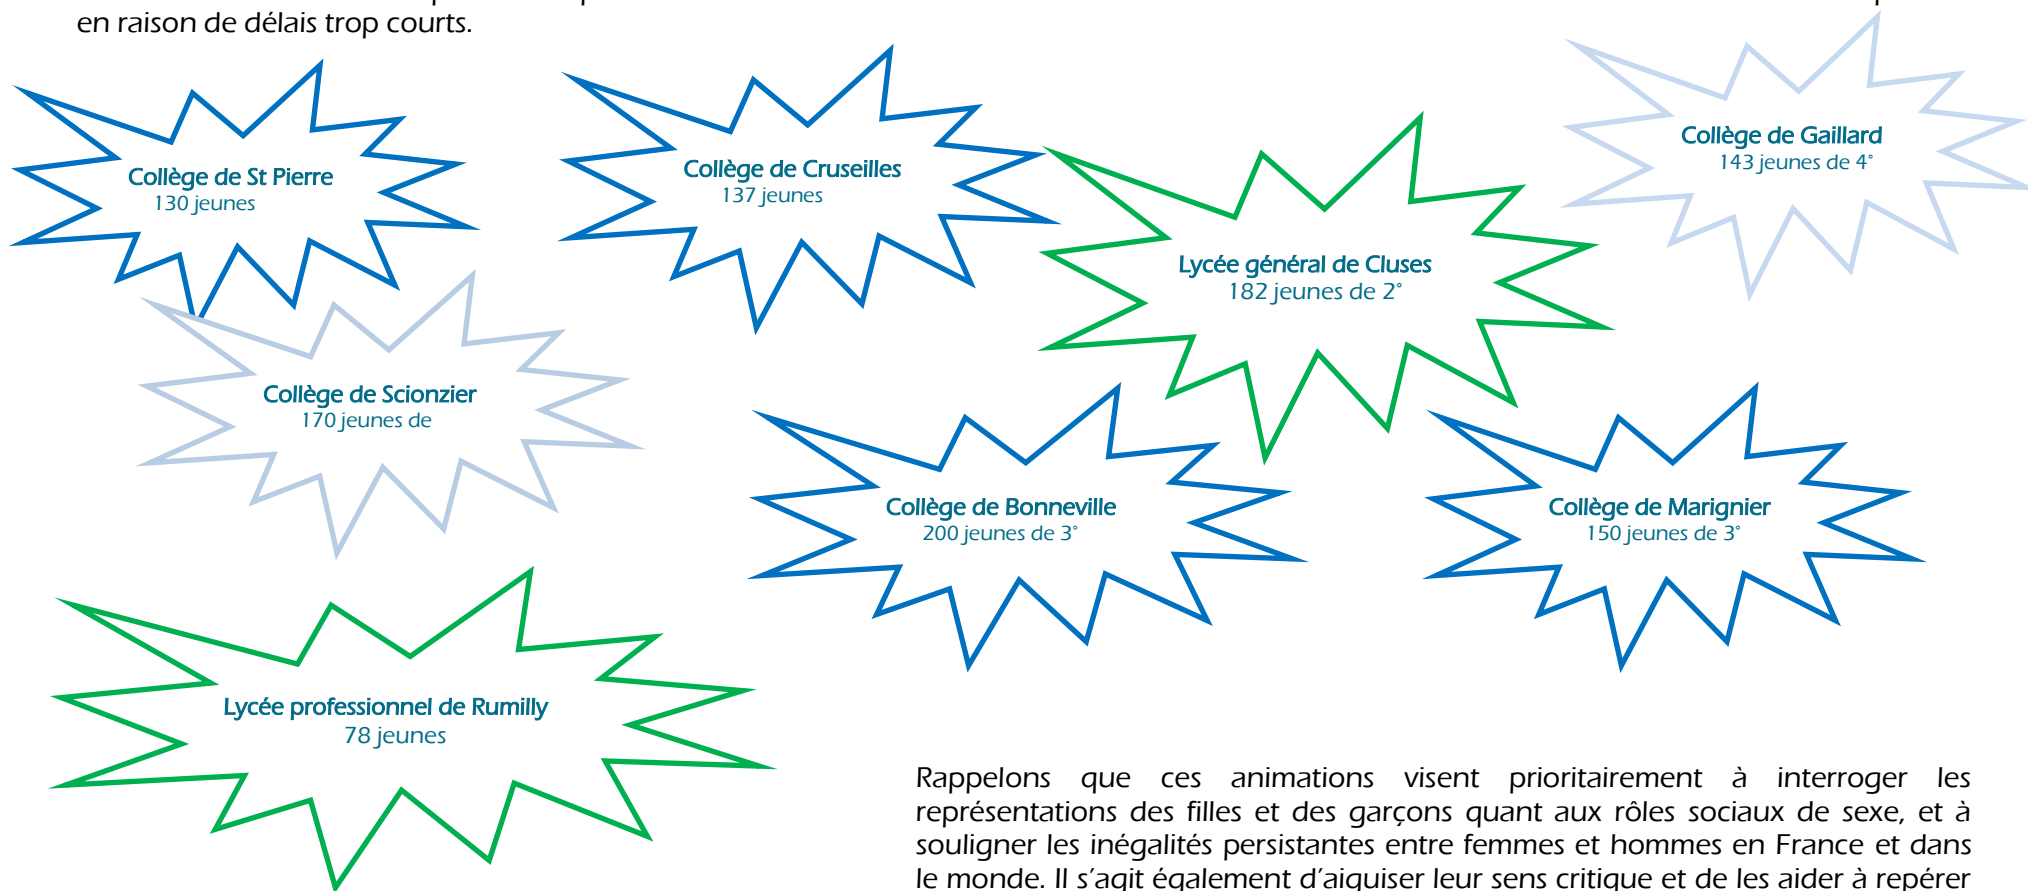 en raison de délais trop courts.
Collège de St Pierre
130 jeunes
Collège de Cruseilles
137 jeunes
Collège de Gaillard
143 jeunes de 4°
Lycée général de Cluses
182 jeunes de 2°
Collège de Scionzier
170 jeunes de
Collège de Bonneville
200 jeunes de 3°
Collège de Marignier
150 jeunes de 3°
Lycée professionnel de Rumilly
78 jeunes
Rappelons que ces animations visent prioritairement à interroger les
représentations des filles et des garçons quant aux rôles sociaux de sexe, et à
souligner les inégalités persistantes entre femmes et hommes en France et dans
le monde. Il s'agit également d'aiguiser leur sens critique et de les aider à repérer